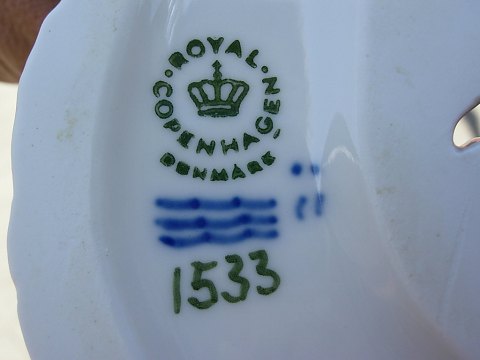 ROYAL
COPENHAGEN
DENMARK
1533